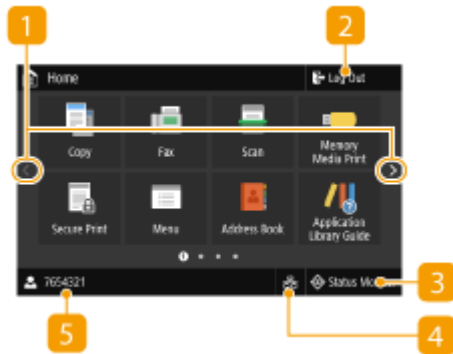 1
2
Home
Log Out
Copy
Fax
Scan
Memory
Media Print
Secure Print
Menu
Address Book
Application
Library Guide
7654321
Status Mo
3
5
4